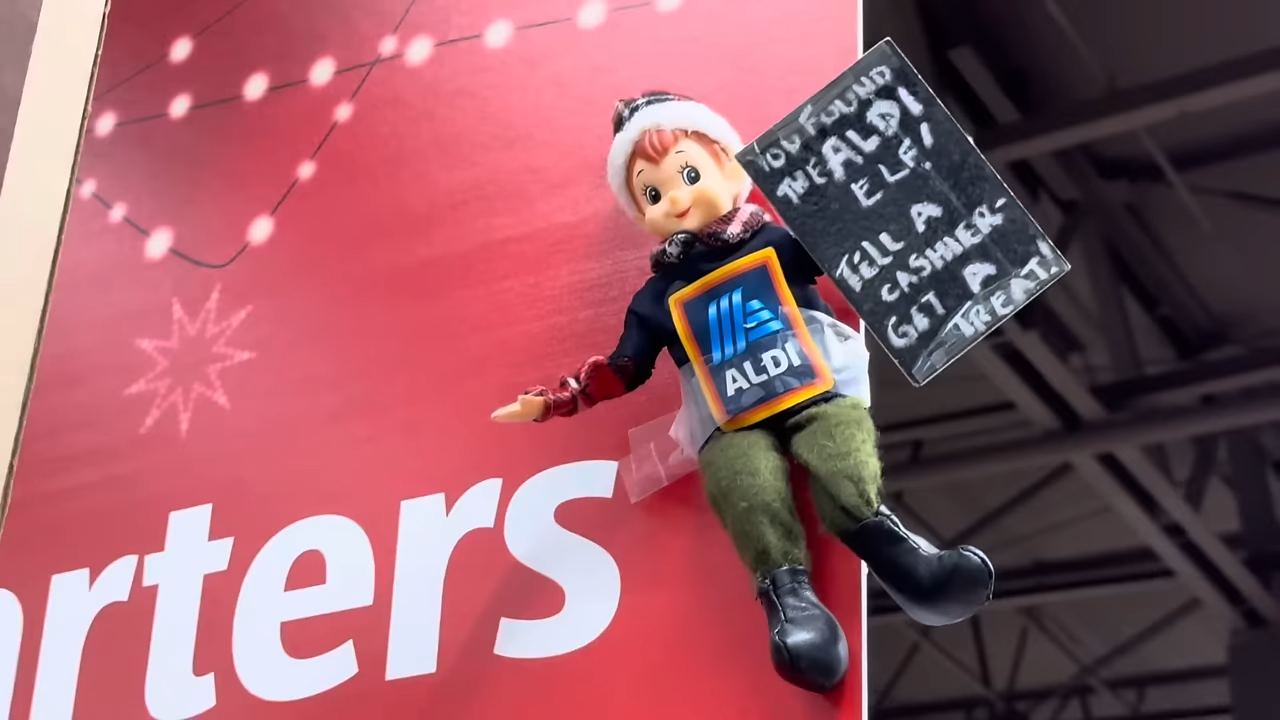 YOU FOUND
THE ALDI
ELF!
TELL A
CASHIER-
GET A
TREAT!
ALDI
rters